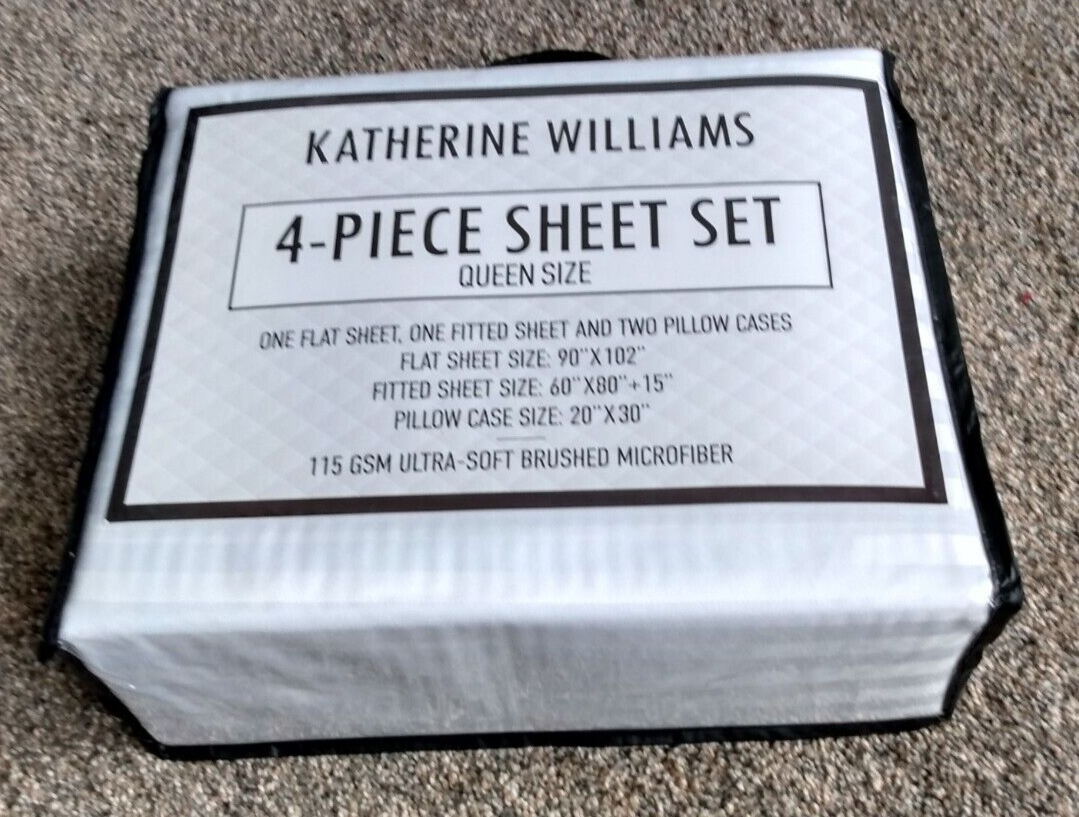 KATHERINE WILLIAMS
4-PIECE SHEET SET
QUEEN SIZE
ONE FLAT SHEET, ONE FITTED SHEET AND TWO PILLOW CASES
FLAT SHEET SIZE: 90"X102"
FITTED SHEET SIZE: 60"X80"+15"
PILLOW CASE SIZE: 20"X30"
115 GSM ULTRA-SOFT BRUSHED MICROFIBER